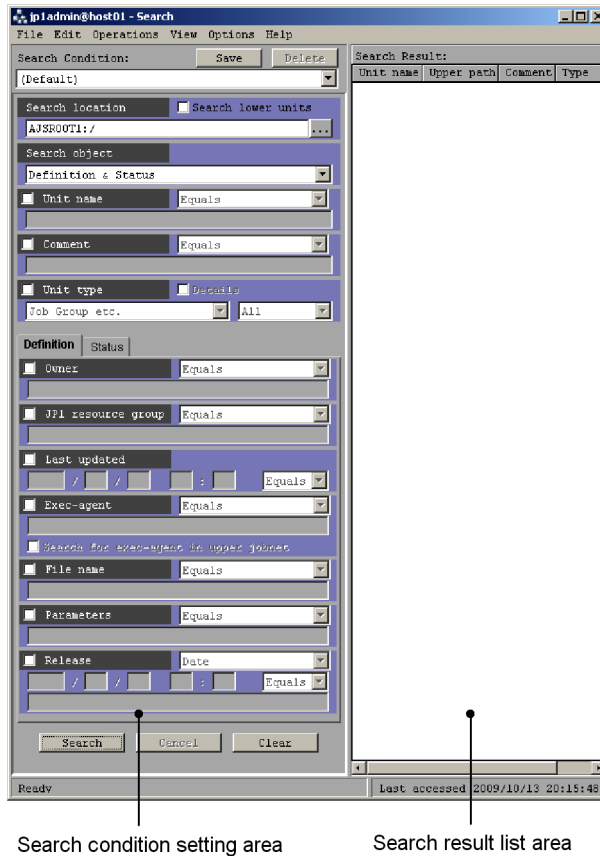 jp1admin@host01 - Search
File Edit Operations View Options Help
Search Condition: Save Delete
(Default)
Search location Search lower units
AJSROOT1:/ ...
Search object
Definition & Status
Unit name Equals
Comment Equals
Unit type Details
Job Group etc. All
Definition Status
Owner Equals
JP1 resource group Equals
Last updated
/ / : Equals
Exec-agent Equals
Search for exec-agent in upper jobnet
File name Equals
Parameters Equals
Release Date
/ / : Equals
Search Cancel Clear
Search Result:
Unit name Upper path Comment Type
Ready Last accessed 2009/10/13 20:15:48
Search condition setting area Search result list area